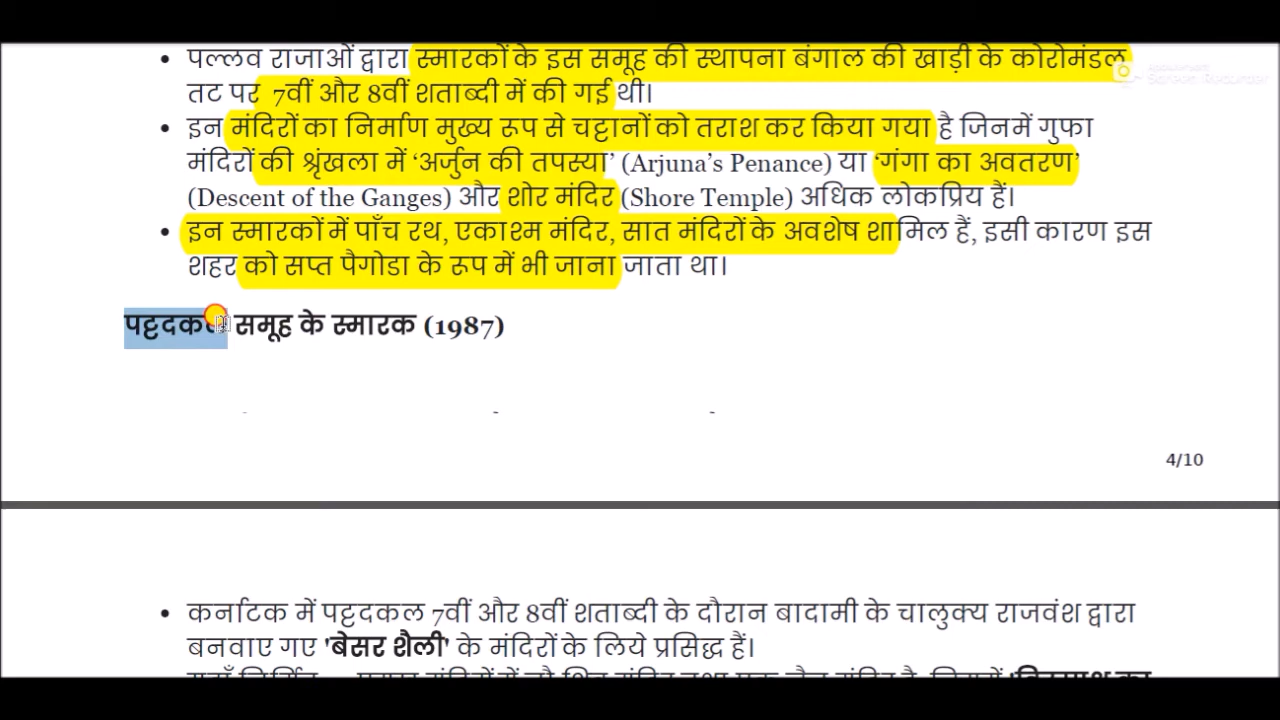 • पल्लव राजाओं द्वारा स्मारकों के इस समूह की स्थापना बंगाल की खाड़ी के कोरोमंडल
तट पर 7वीं और 8वीं शताब्दी में की गई थी।
• इन मंदिरों का निर्माण मुख्य रूप से चट्टानों को तराश कर किया गया है जिनमें गुफा
मंदिरों की श्रृंखला में ‘अर्जुन की तपस्या’ (Arjuna’s Penance) या ‘गंगा का अवतरण’
(Descent of the Ganges) और शोर मंदिर (Shore Temple) अधिक लोकप्रिय हैं।
• इन स्मारकों में पाँच रथ, एकाश्म मंदिर, सात मंदिरों के अवशेष शामिल हैं, इसी कारण इस
शहर को सप्त पैगोडा के रूप में भी जाना जाता था।
पट्टदकल समूह के स्मारक (1987)
4/10
• कर्नाटक में पट्टदकल 7वीं और 8वीं शताब्दी के दौरान बादामी के चालुक्य राजवंश द्वारा
बनवाए गए 'बेसर शैली' के मंदिरों के लिये प्रसिद्ध हैं।
Screen Recorder